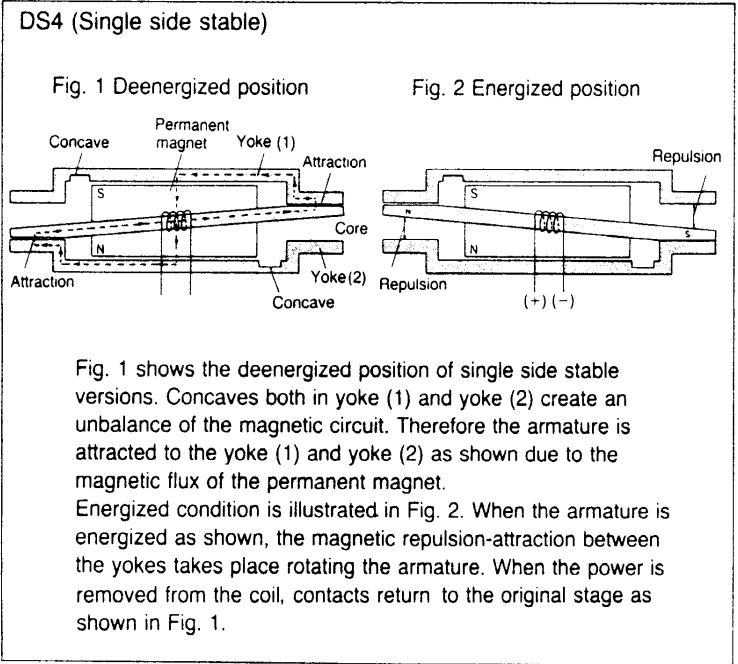 DS4 (Single side stable)
Fig. 1 Deenergized position
Fig. 2 Energized position
Concave
Permanent
magnet
Yoke (1)
Attraction
S
N
Core
Attraction
Concave
Yoke(2)
Repulsion
S
N
N
S
Repulsion
(+) (−)
Fig. 1 shows the deenergized position of single side stable
versions. Concaves both in yoke (1) and yoke (2) create an
unbalance of the magnetic circuit. Therefore the armature is
attracted to the yoke (1) and yoke (2) as shown due to the
magnetic flux of the permanent magnet.
Energized condition is illustrated in Fig. 2. When the armature is
energized as shown, the magnetic repulsion-attraction between
the yokes takes place rotating the armature. When the power is
removed from the coil, contacts return to the original stage as
shown in Fig. 1.